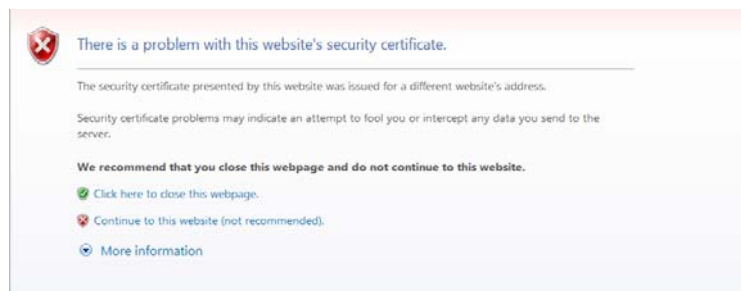 There is a problem with this website's security certificate.
The security certificate presented by this website was issued for a different website's address.
Security certificate problems may indicate an attempt to fool you or intercept any data you send to the
server.
We recommend that you close this webpage and do not continue to this website.
Click here to close this webpage.
Continue to this website (not recommended).
More information